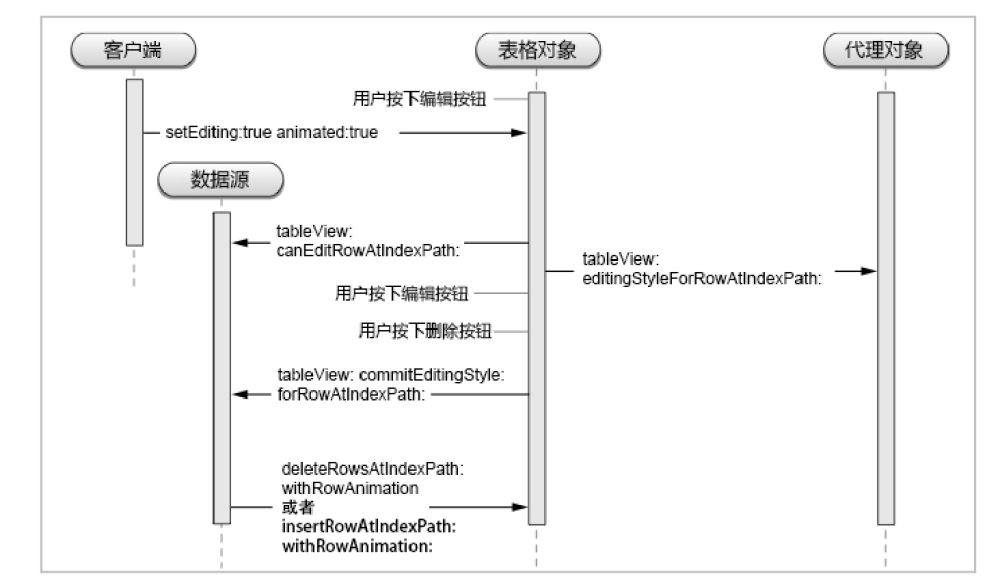 客户端
表格对象
代理对象
用户按下编辑按钮
setEditing:true animated:true
数据源
tableView:
canEditRowAtIndexPath:
tableView:
editingStyleForRowAtIndexPath:
用户按下编辑按钮
用户按下删除按钮
tableView: commitEditingStyle:
forRowAtIndexPath:
deleteRowsAtIndexPath:
withRowAnimation
或者
insertRowAtIndexPath:
withRowAnimation: